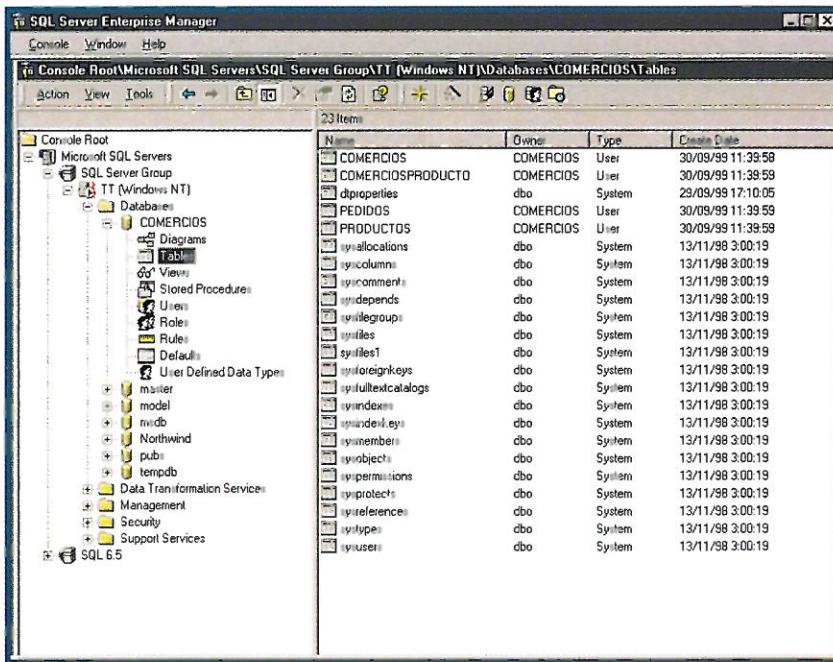 SQL Server Enterprise Manager
Console Window Help
Console Root\Microsoft SQL Servers\SQL Server Group\TT (Windows NT)\Databases\COMERCIOS\Tables
Action View Tools
23 Items
Console Root
Microsoft SQL Servers
SQL Server Group
TT (Windows NT)
Databases
COMERCIOS
Diagrams
Tables
Views
Stored Procedures
Users
Roles
Rules
Defaults
User Defined Data Types
master
model
msdb
Northwind
pubs
tempdb
Data Transformation Services
Management
Security
Support Services
SQL 6.5
Name Owner Type Create Date
COMERCIOS COMERCIOS User 30/09/99 11:39:58
COMERCIOSPRODUCTO COMERCIOS User 30/09/99 11:39:59
dtproperties dbo System 29/09/99 17:10:05
PEDIDOS COMERCIOS User 30/09/99 11:39:59
PRODUCTOS COMERCIOS User 30/09/99 11:39:59
sysallocations dbo System 13/11/98 3:00:19
syscolumns dbo System 13/11/98 3:00:19
syscomments dbo System 13/11/98 3:00:19
sysdepends dbo System 13/11/98 3:00:19
sysfilegroups dbo System 13/11/98 3:00:19
sysfiles dbo System 13/11/98 3:00:19
sysfiles1 dbo System 13/11/98 3:00:19
sysforeignkeys dbo System 13/11/98 3:00:19
sysfulltextcatalogs dbo System 13/11/98 3:00:19
sysindexes dbo System 13/11/98 3:00:19
sysindexkeys dbo System 13/11/98 3:00:19
sysmembers dbo System 13/11/98 3:00:19
sysobjects dbo System 13/11/98 3:00:19
syspermissions dbo System 13/11/98 3:00:19
sysprotects dbo System 13/11/98 3:00:19
sysreferences dbo System 13/11/98 3:00:19
systypes dbo System 13/11/98 3:00:19
sysusers dbo System 13/11/98 3:00:19